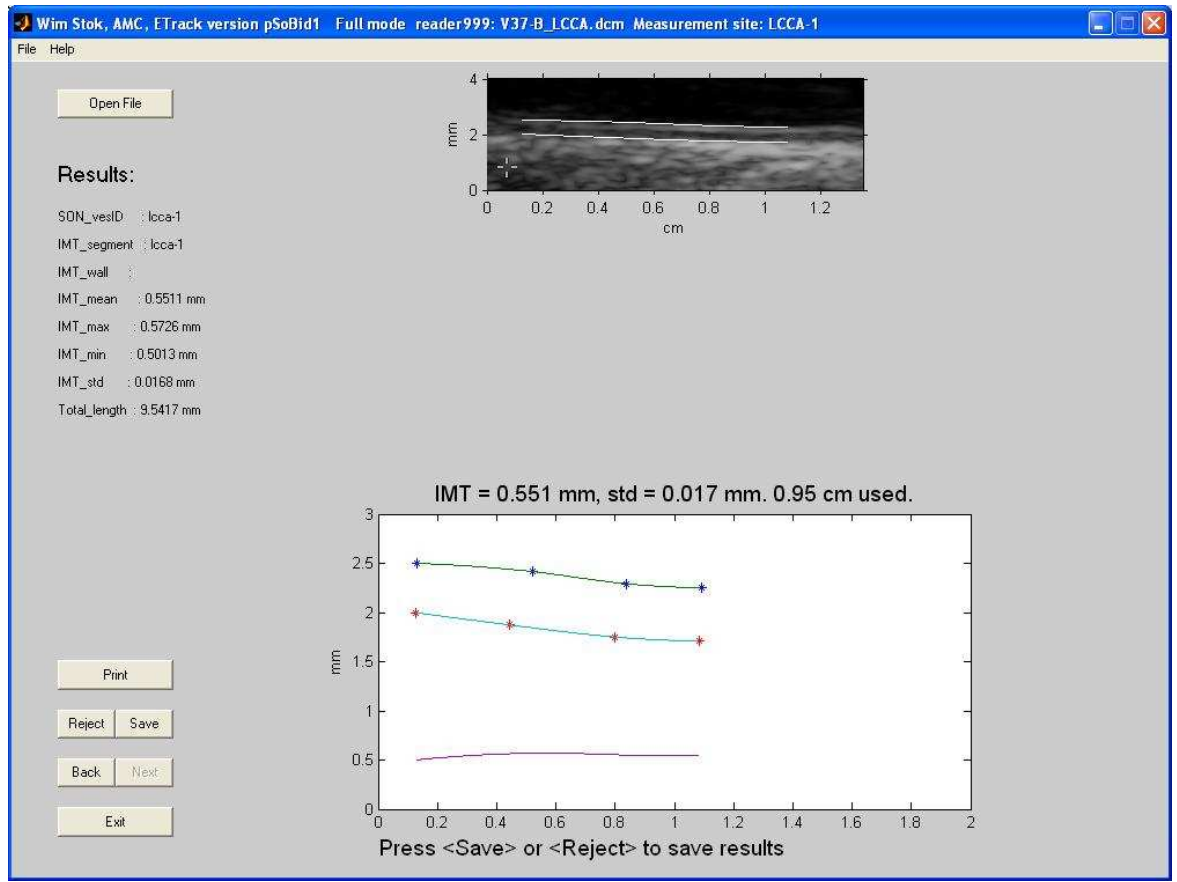 Wim Stok, AMC, ETrack version pSoBid1 Full mode reader999: V37-B_LCCA.dcm Measurement site: LCCA-1
File Help
Open File
4
2
0
mm
0 0.2 0.4 0.6 0.8 1 1.2
cm
Results:
SON_vesID : lcca-1
IMT_segment : lcca-1
IMT_wall :
IMT_mean : 0.5511 mm
IMT_max : 0.5726 mm
IMT_min : 0.5013 mm
IMT_std : 0.0168 mm
Total_length : 9.5417 mm
IMT = 0.551 mm, std = 0.017 mm. 0.95 cm used.
3
2.5
2
1.5
1
0.5
0
mm
0 0.2 0.4 0.6 0.8 1 1.2 1.4 1.6 1.8 2
Press <Save> or <Reject> to save results
Print
Reject Save
Back Next
Exit